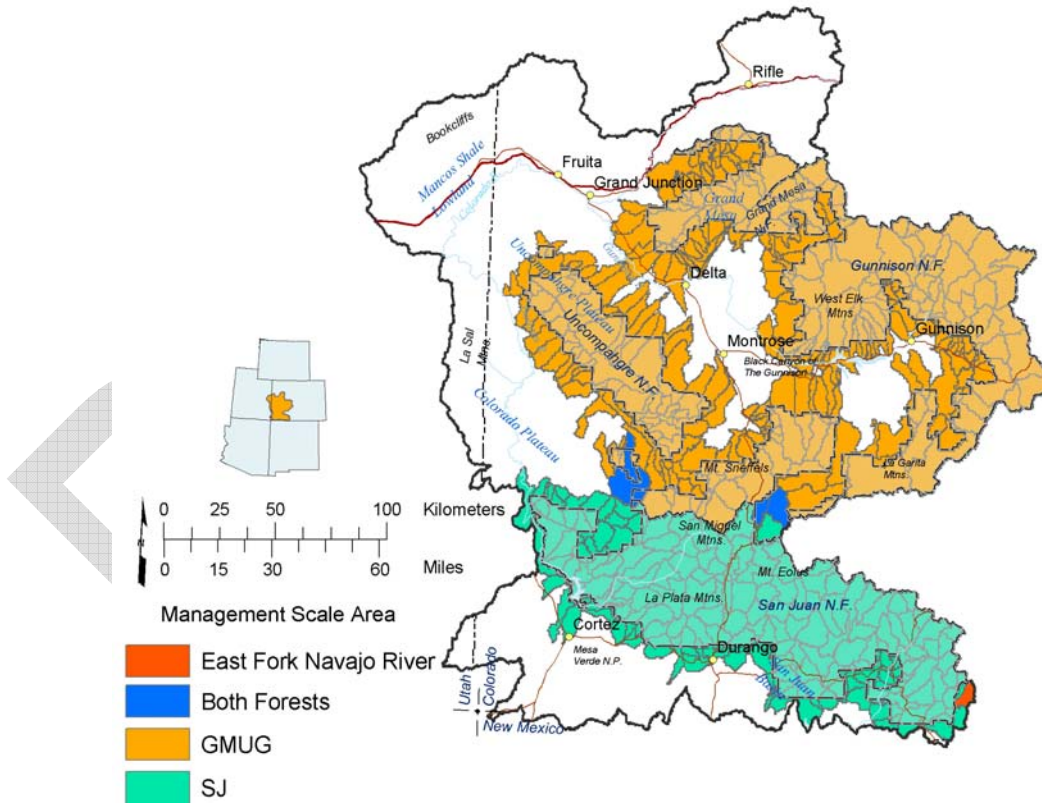 Rifle
Bookcliffs
Mancos Shale
Lowland
Colorado
Fruita
Grand Junction
Grand
Mesa
Grand Mesa
N.F.
Uncompahgre Plateau
Gunnison N.F.
Delta
West Elk
Mtns
Uncompahgre N.F.
Gunnison
Montrose
Black Canyon of
The Gunnison
La Sal
Mtns.
Colorado Plateau
Mt. Sneffels
La Garita
Mtns.
San Miguel
Mtns.
Mt. Eolus
La Plata Mtns.
San Juan N.F.
Cortez
Mesa
Verde N.P.
Durango
San Juan
Utah
Colorado
New Mexico
N
0 25 50 100 Kilometers
0 15 30 60 Miles
Management Scale Area
East Fork Navajo River
Both Forests
GMUG
SJ